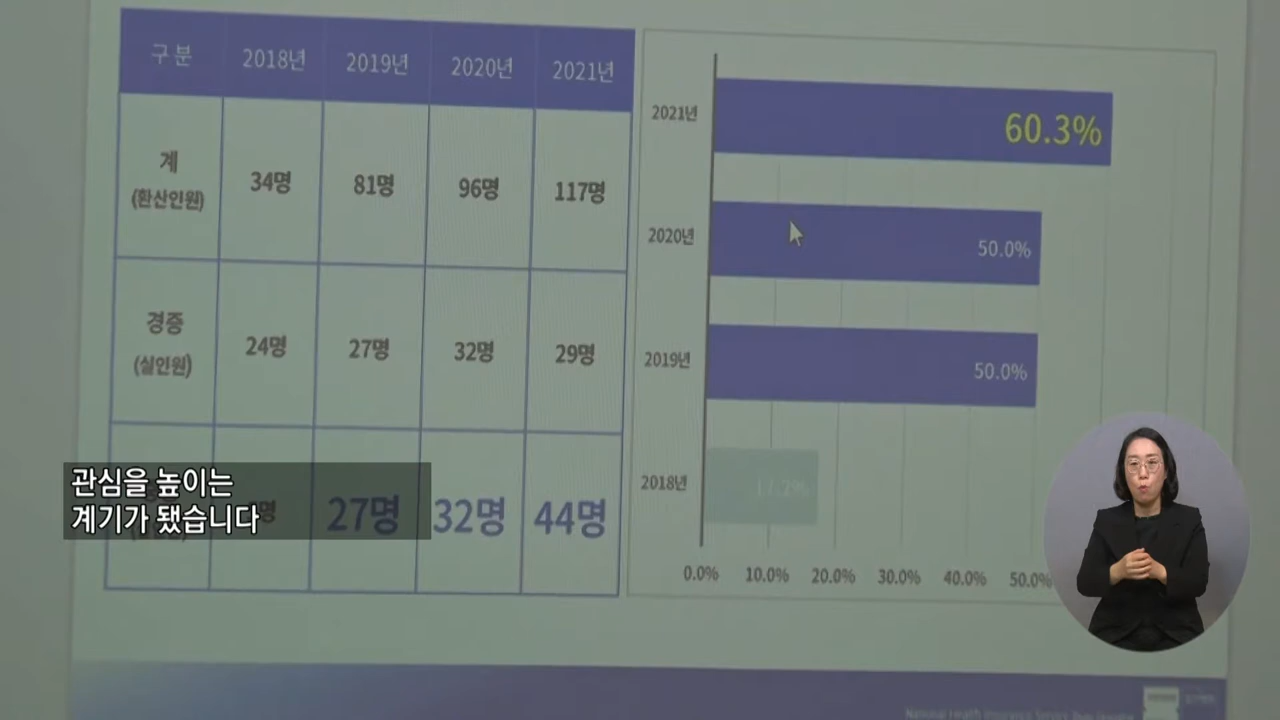 구 분 2018년 2019년 2020년 2021년
계
(환산인원) 34명 81명 96명 117명
경증
(실인원) 24명 27명 32명 29명
명 27명 32명 44명
2021년 60.3%
2020년 50.0%
2019년 50.0%
2018년
0.0% 10.0% 20.0% 30.0% 40.0% 50.0%
관심을 높이는
계기가 됐습니다
National Health Insurance